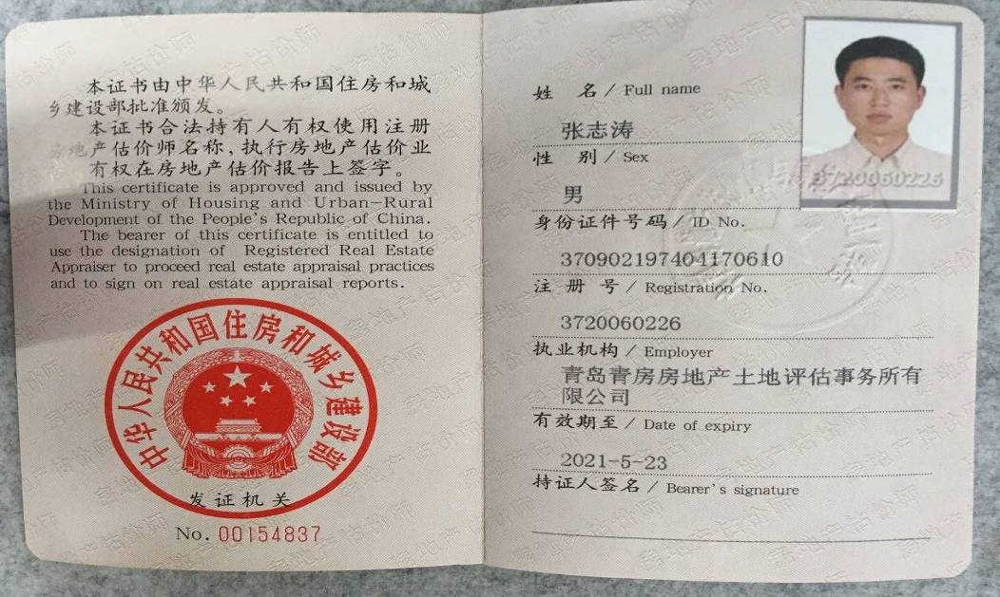 本证书由中华人民共和国住房和城
乡建设部批准颁发。
本证书合法持有人有权使用注册
房地产估价师名称，执行房地产估价业
有权在房地产估价报告上签字。
This certificate is approved and issued by
the Ministry of Housing and Urban-Rural
Development of the People's Republic of China.
The bearer of this certificate is entitled to
use the designation of Registered Real Estate
Appraiser to proceed real estate appraisal practices
and to sign on real estate appraisal reports.
中华人民共和国住房和城乡建设部
发证机关
No. 00154837
姓 名 / Full name
张志涛
性 别 / Sex
男
身份证件号码 / ID No.
370902197404170610
注 册 号 / Registration No.
3720060226
执业机构 / Employer
青岛青房房地产土地评估事务所有
限公司
有效期至 / Date of expiry
2021-5-23
持证人签名 / Bearer's signature
3720060226